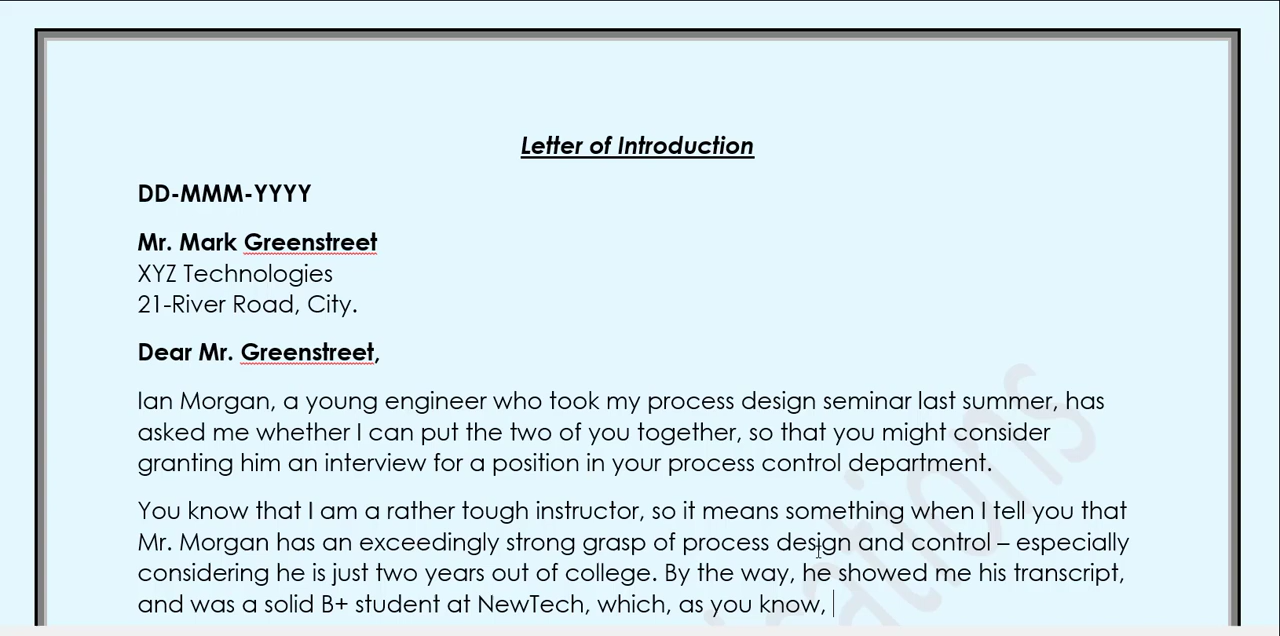 Letter of Introduction
DD-MMM-YYYY
Mr. Mark Greenstreet
XYZ Technologies
21-River Road, City.
Dear Mr. Greenstreet,
Ian Morgan, a young engineer who took my process design seminar last summer, has
asked me whether I can put the two of you together, so that you might consider
granting him an interview for a position in your process control department.
You know that I am a rather tough instructor, so it means something when I tell you that
Mr. Morgan has an exceedingly strong grasp of process design and control – especially
considering he is just two years out of college. By the way, he showed me his transcript,
and was a solid B+ student at NewTech, which, as you know,